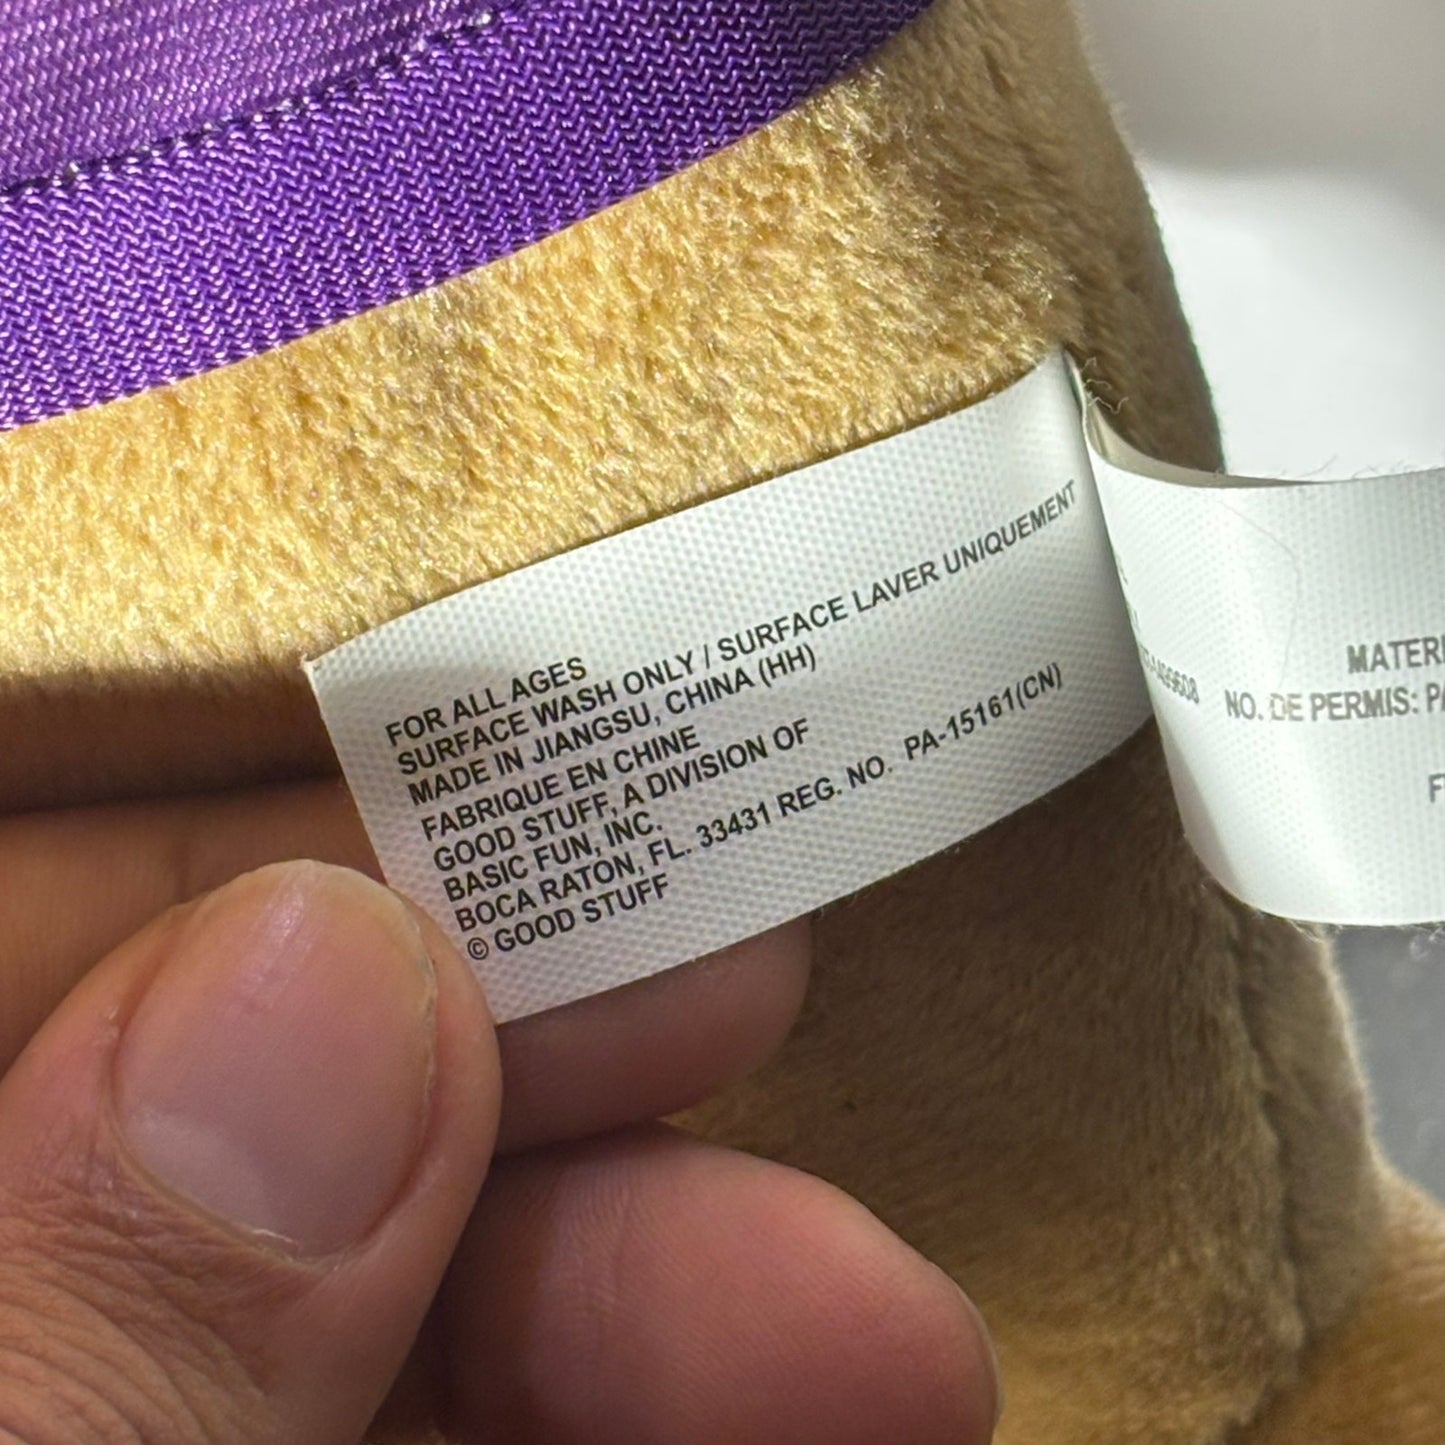 FOR ALL AGES
SURFACE WASH ONLY / SURFACE LAVER UNIQUEMENT
MADE IN JIANGSU, CHINA (HH)
FABRIQUE EN CHINE
GOOD STUFF, A DIVISION OF
BASIC FUN, INC.
BOCA RATON, FL. 33431 REG. NO. PA-15161(CN)
© GOOD STUFF
NO. DE PERMIS: